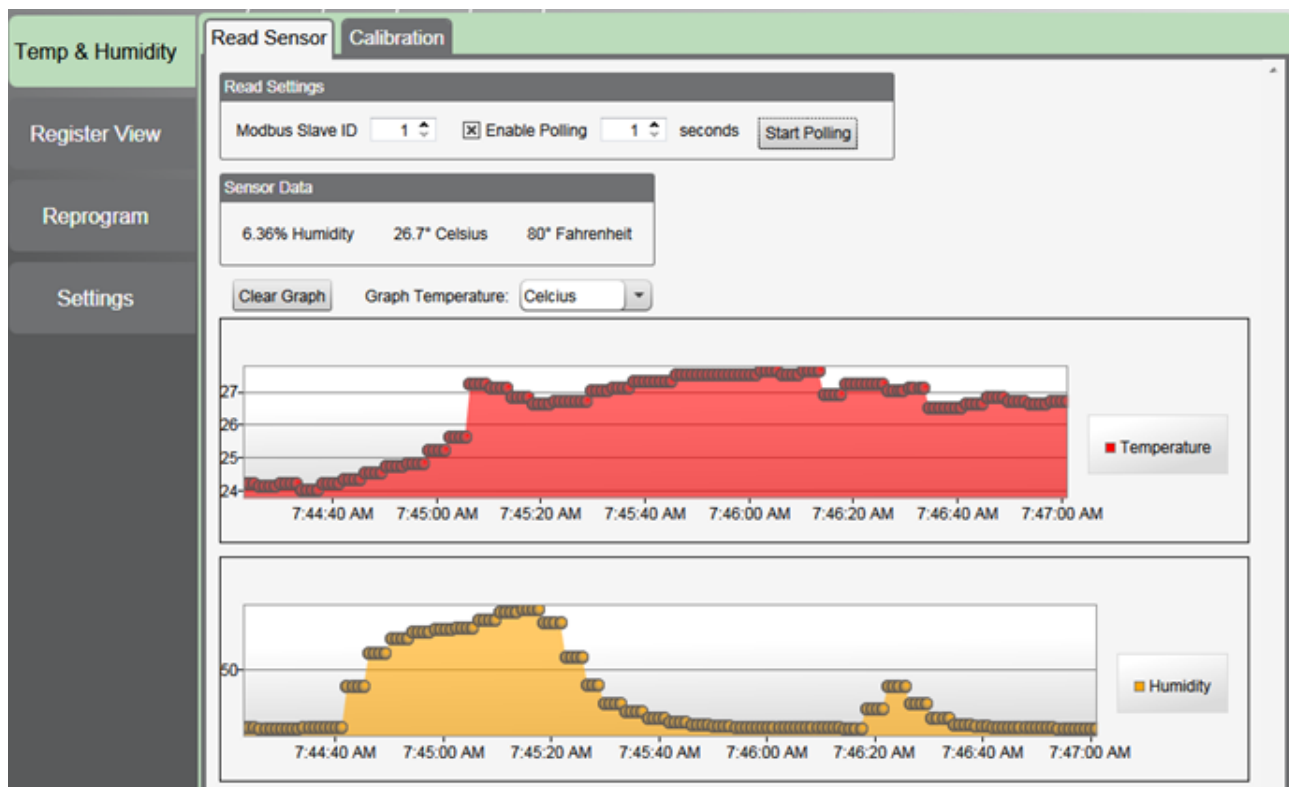 Temp & Humidity
Register View
Reprogram
Settings
Read Sensor Calibration
Read Settings
Modbus Slave ID 1 Enable Polling 1 seconds Start Polling
Sensor Data
6.36% Humidity 26.7° Celsius 80° Fahrenheit
Clear Graph Graph Temperature: Celcius
27
26
25
24
7:44:40 AM 7:45:00 AM 7:45:20 AM 7:45:40 AM 7:46:00 AM 7:46:20 AM 7:46:40 AM 7:47:00 AM
Temperature
50
7:44:40 AM 7:45:00 AM 7:45:20 AM 7:45:40 AM 7:46:00 AM 7:46:20 AM 7:46:40 AM 7:47:00 AM
Humidity